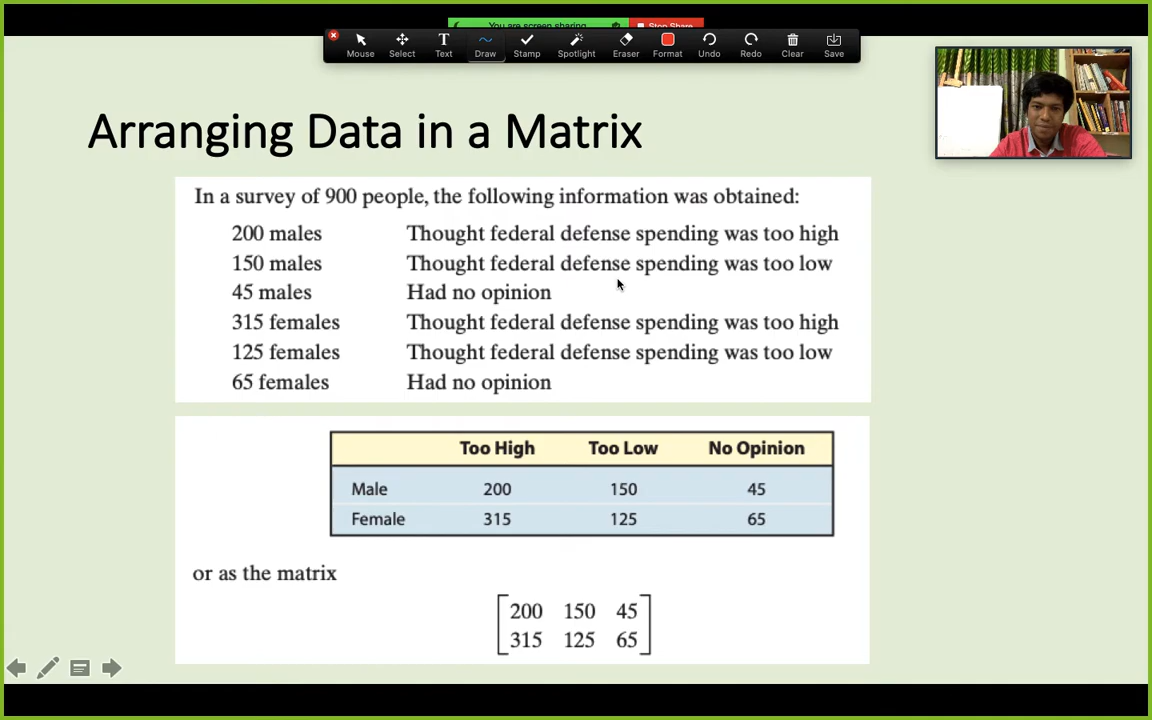 You are screen sharing Stop Share
Mouse Select Text Draw Stamp Spotlight Eraser Format Undo Redo Clear Save
Arranging Data in a Matrix
In a survey of 900 people, the following information was obtained:
200 males Thought federal defense spending was too high
150 males Thought federal defense spending was too low
45 males Had no opinion
315 females Thought federal defense spending was too high
125 females Thought federal defense spending was too low
65 females Had no opinion
Too High Too Low No Opinion
Male 200 150 45
Female 315 125 65
or as the matrix
200 150 45
315 125 65